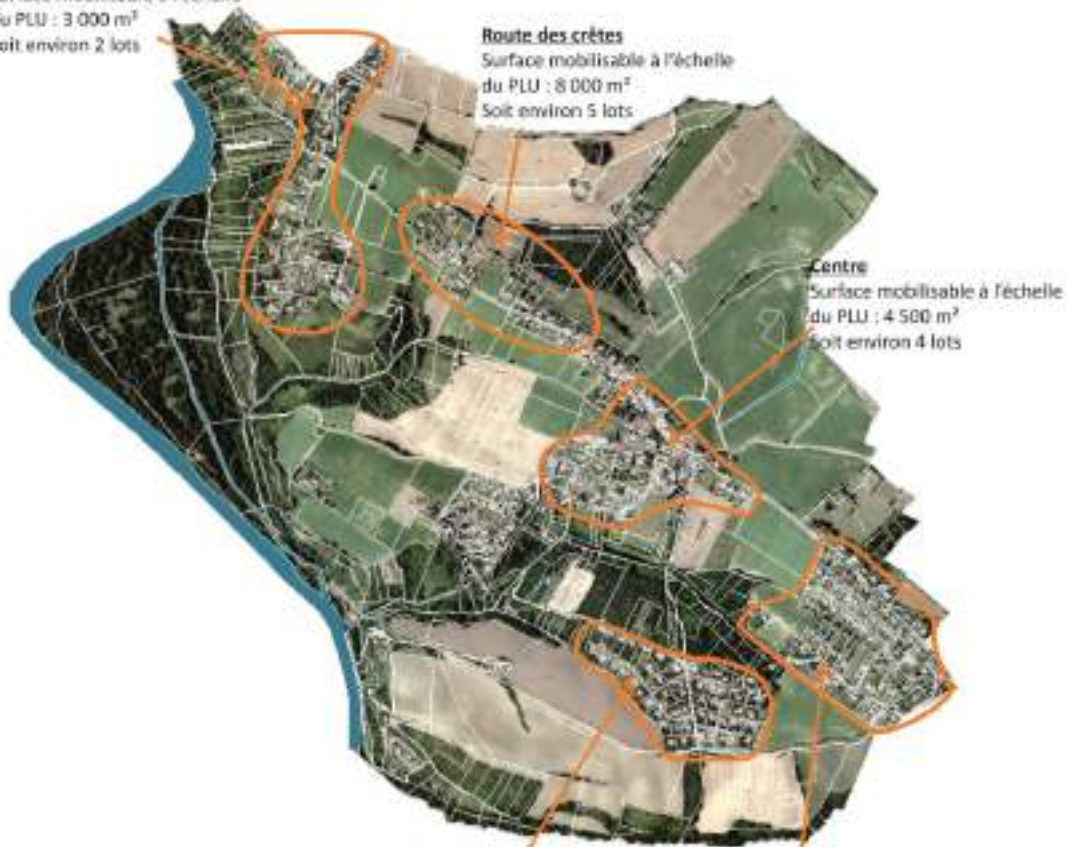 du PLU : 3 000 m²
Soit environ 2 lots
Route des crêtes
Surface mobilisable à l'échelle
du PLU : 8 000 m²
Soit environ 5 lots
Centre
Surface mobilisable à l'échelle
du PLU : 4 500 m²
Soit environ 4 lots